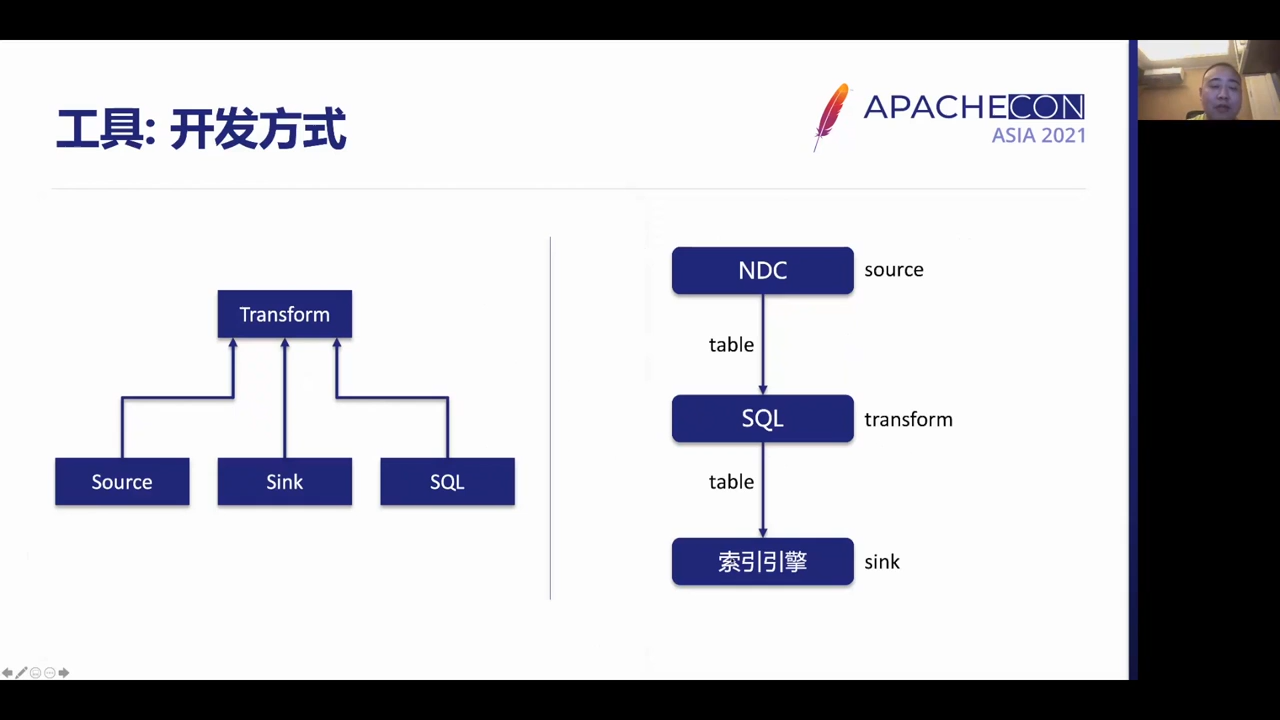 工具: 开发方式
APACHECON
ASIA 2021
Transform
Source
Sink
SQL
NDC
source
table
SQL
transform
table
索引引擎
sink